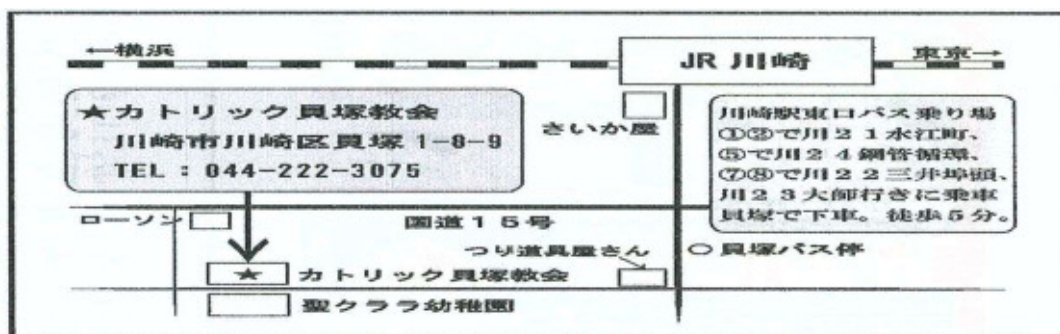 ←横浜
JR 川崎
東京→
★カトリック貝塚教会
川崎市川崎区貝塚 1-8-9
TEL : 044-222-3075
さいか屋
川崎駅東口バス乗り場
①②で川21水江町、
⑤で川24鋼管循環、
⑦⑧で川22三井埠頭、
川23大師行きに乗車
貝塚で下車。徒歩5分。
ローソン
国道15号
つり道具屋さん
○貝塚バス停
★ カトリック貝塚教会
聖クララ幼稚園